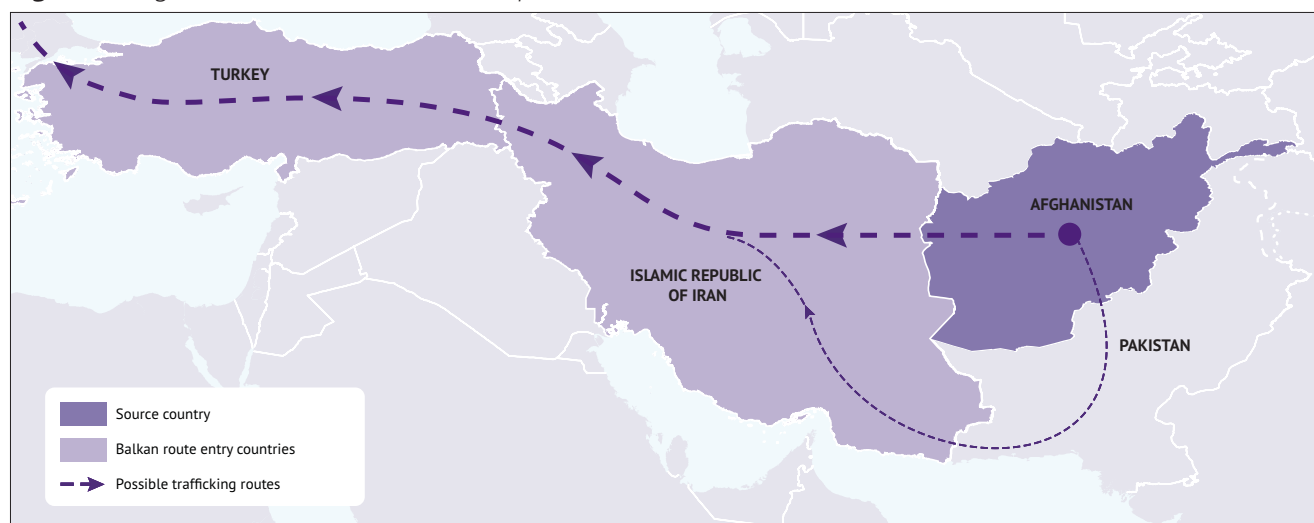 TURKEY
AFGHANISTAN
ISLAMIC REPUBLIC
OF IRAN
PAKISTAN
Source country
Balkan route entry countries
Possible trafficking routes